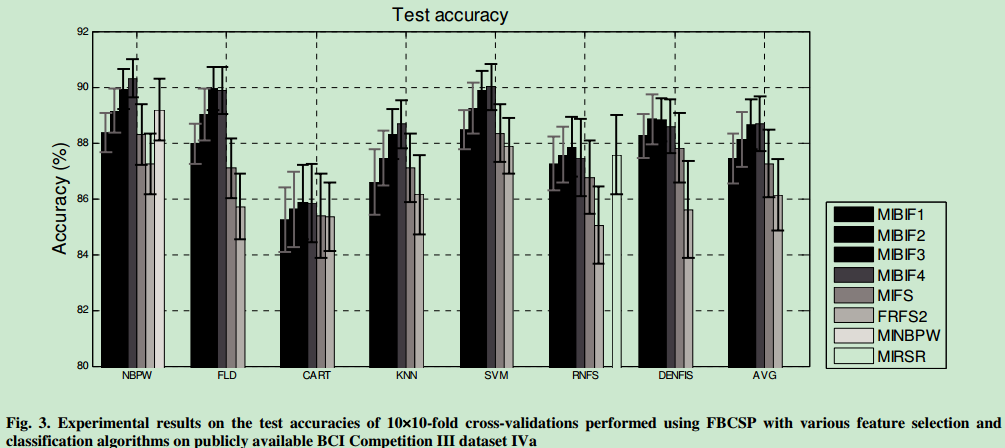 Test accuracy
92
90
88
86
84
82
80
Accuracy (%)
NBPW FLD CART KNN SVM RNFS DENFIS AVG
MIBIF1
MIBIF2
MIBIF3
MIBIF4
MIFS
FRFS2
MINBPW
MIRSR
Fig. 3. Experimental results on the test accuracies of 10×10-fold cross-validations performed using FBCSP with various feature selection and
classification algorithms on publicly available BCI Competition III dataset IVa